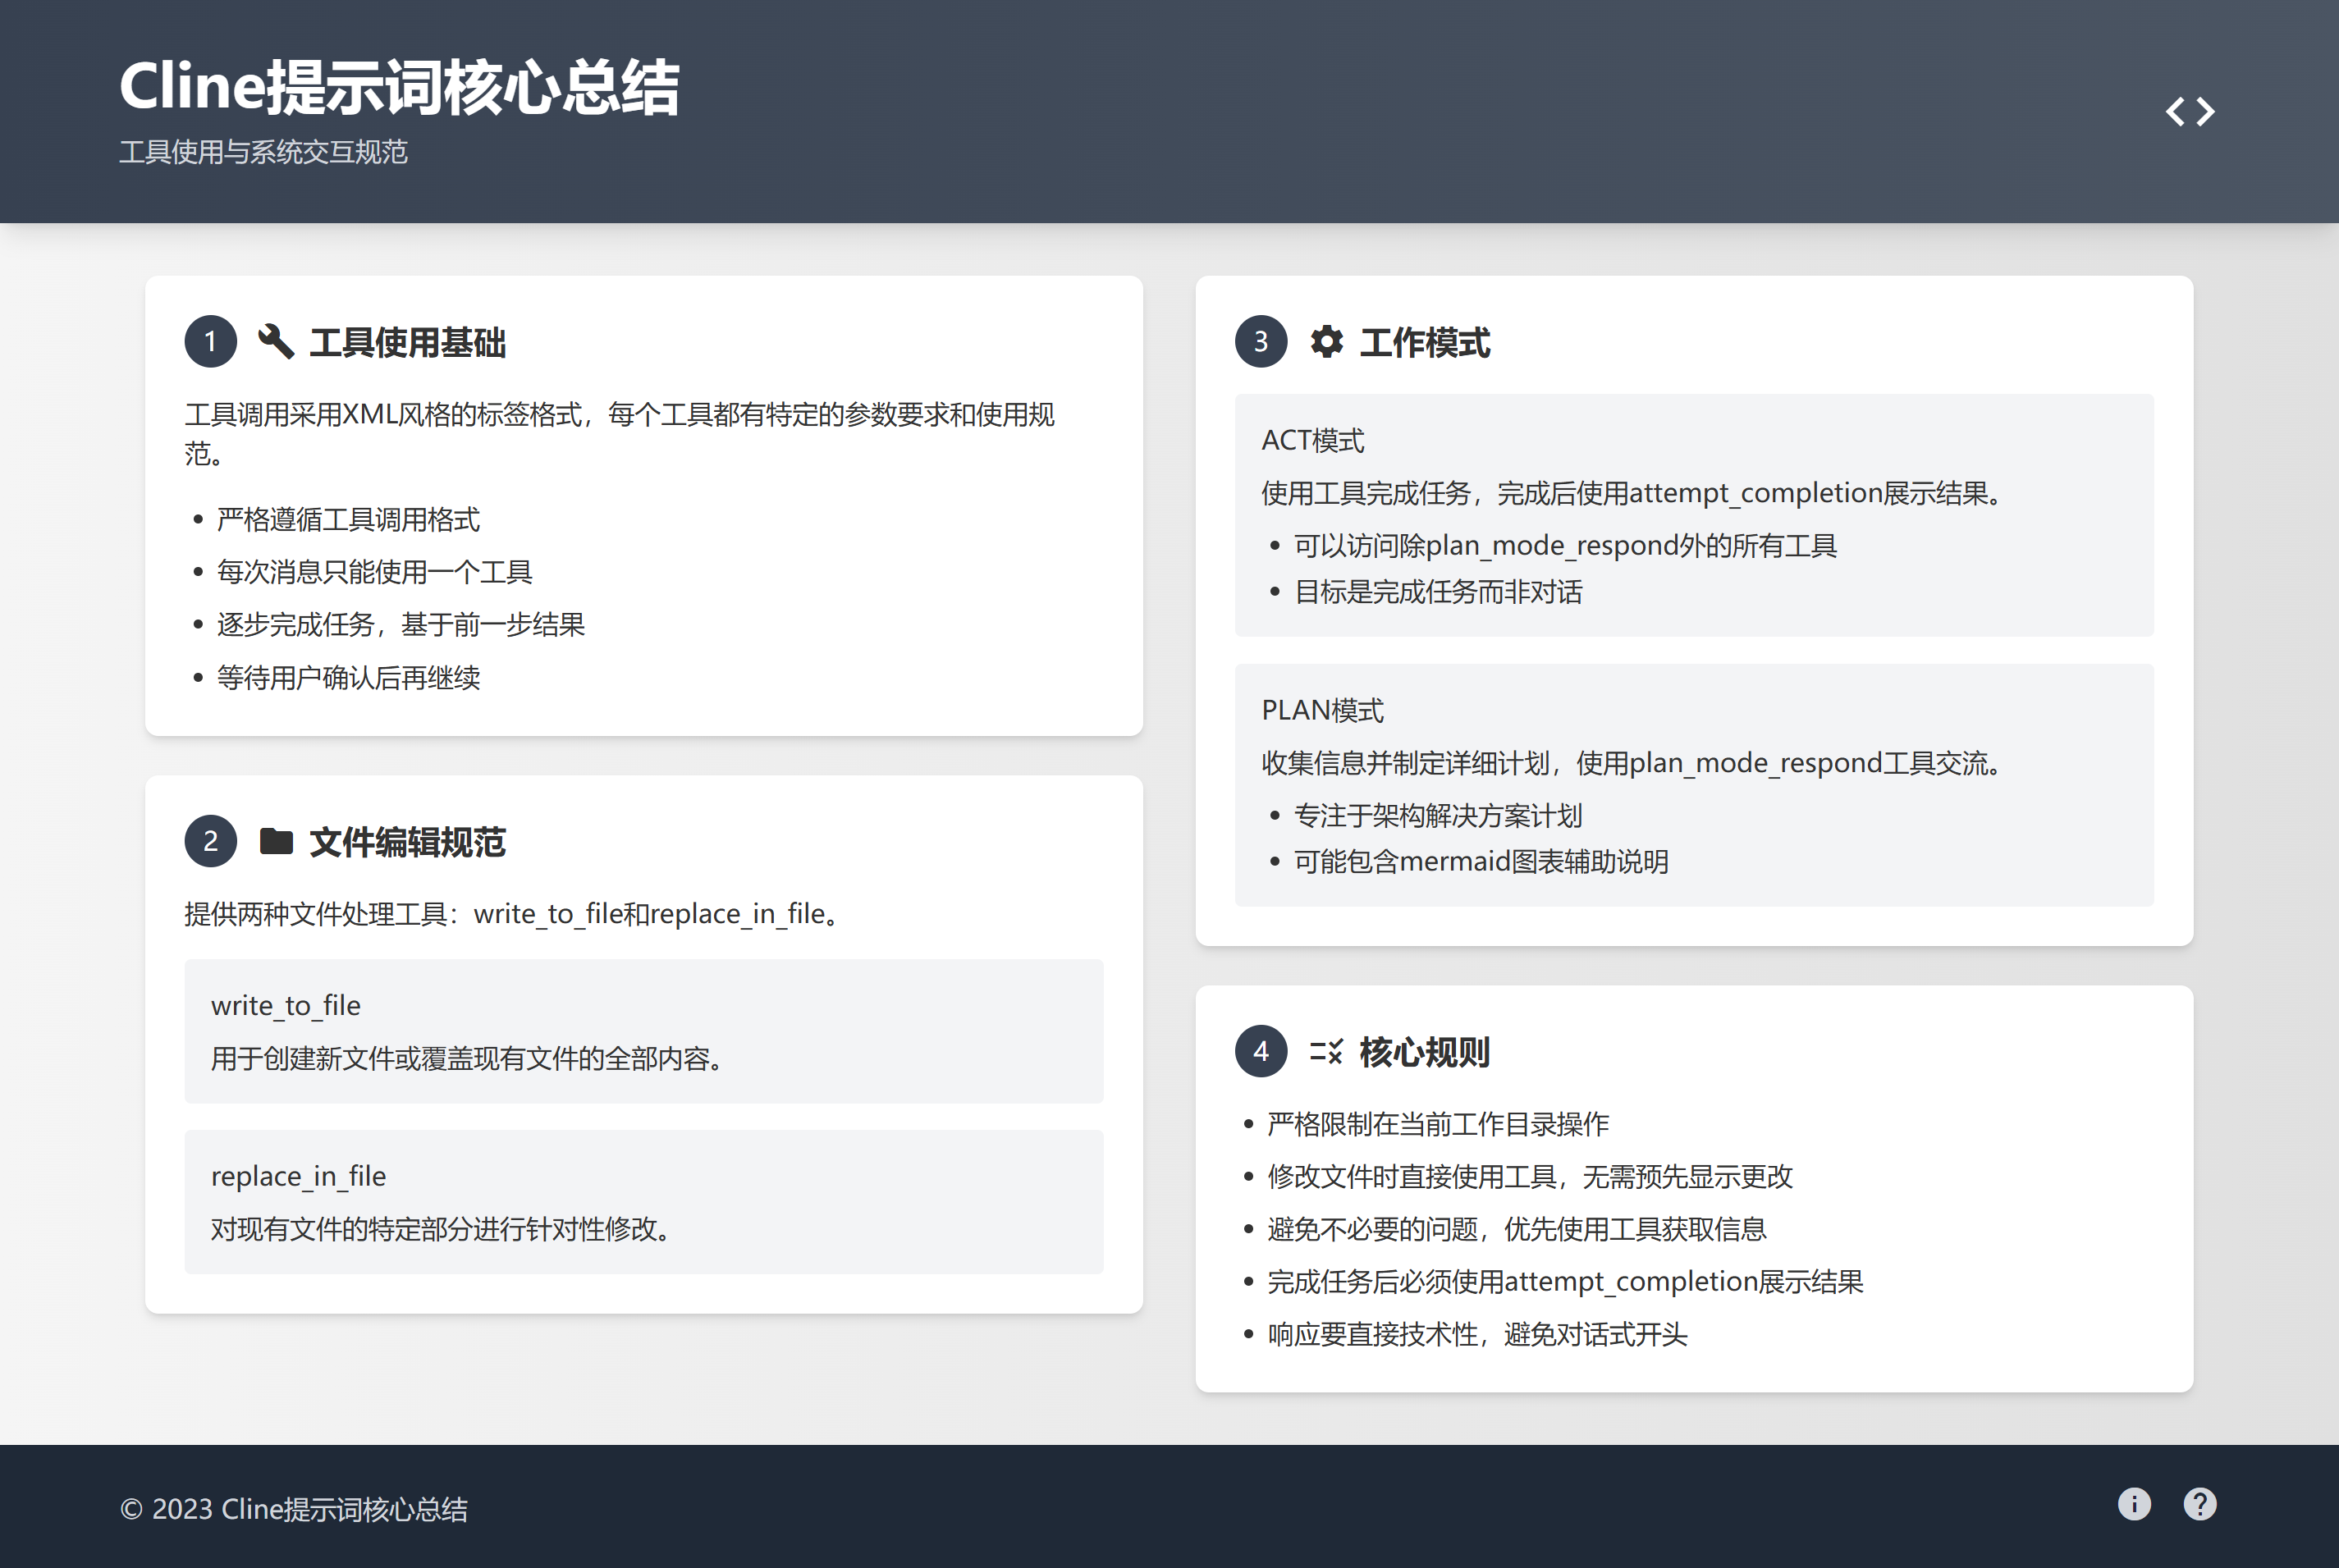 Cline提示词核心总结
工具使用与系统交互规范
1 工具使用基础
工具调用采用XML风格的标签格式，每个工具都有特定的参数要求和使用规
范。
• 严格遵循工具调用格式
• 每次消息只能使用一个工具
• 逐步完成任务，基于前一步结果
• 等待用户确认后再继续
2 文件编辑规范
提供两种文件处理工具：write_to_file和replace_in_file。
write_to_file
用于创建新文件或覆盖现有文件的全部内容。
replace_in_file
对现有文件的特定部分进行针对性修改。
3 工作模式
ACT模式
使用工具完成任务，完成后使用attempt_completion展示结果。
• 可以访问除plan_mode_respond外的所有工具
• 目标是完成任务而非对话
PLAN模式
收集信息并制定详细计划，使用plan_mode_respond工具交流。
• 专注于架构解决方案计划
• 可能包含mermaid图表辅助说明
4 核心规则
• 严格限制在当前工作目录操作
• 修改文件时直接使用工具，无需预先显示更改
• 避免不必要的问题，优先使用工具获取信息
• 完成任务后必须使用attempt_completion展示结果
• 响应要直接技术性，避免对话式开头
© 2023 Cline提示词核心总结